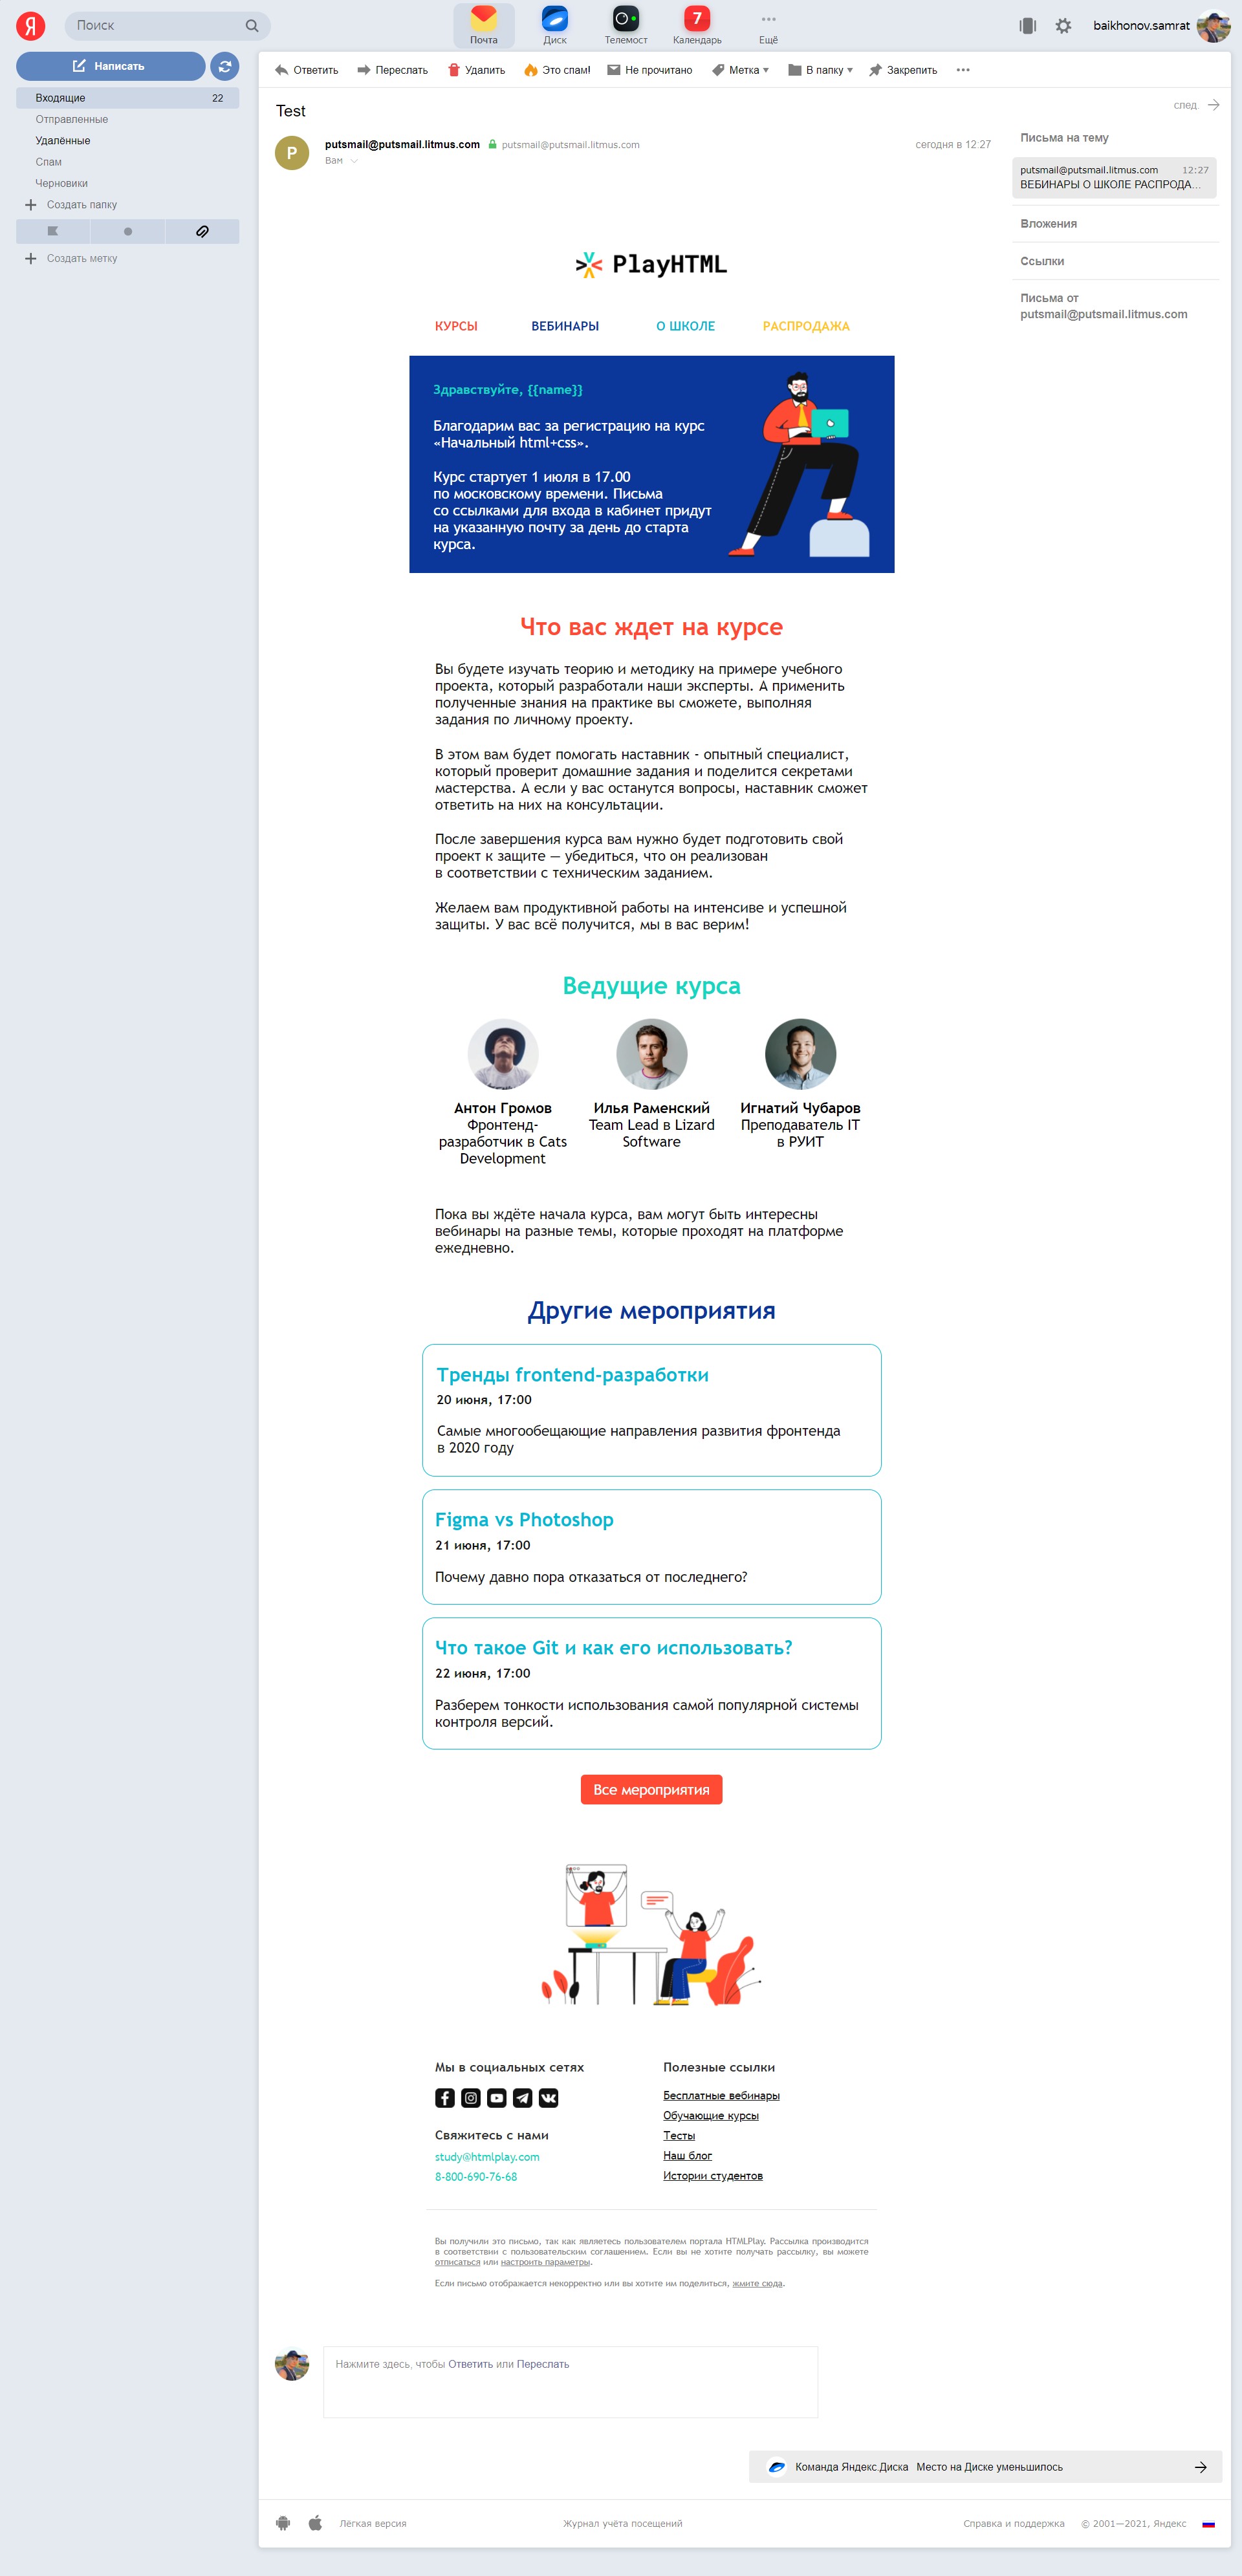 Я
Поиск
Почта
Диск
Телемост
7
Календарь
Ещё
baikhonov.samrat
Написать
Входящие 22
Отправленные
Удалённые
Спам
Черновики
Создать папку
Создать метку
Ответить Переслать Удалить Это спам! Не прочитано Метка В папку Закрепить
Test
след.
P
putsmail@putsmail.litmus.com putsmail@putsmail.litmus.com
сегодня в 12:27
Вам
Письма на тему
putsmail@putsmail.litmus.com 12:27
ВЕБИНАРЫ О ШКОЛЕ РАСПРОДА...
Вложения
Ссылки
Письма от
putsmail@putsmail.litmus.com
PlayHTML
КУРСЫ ВЕБИНАРЫ О ШКОЛЕ РАСПРОДАЖА
Здравствуйте, {{name}}
Благодарим вас за регистрацию на курс
«Начальный html+css».
Курс стартует 1 июля в 17.00
по московскому времени. Письма
со ссылками для входа в кабинет придут
на указанную почту за день до старта
курса.
Что вас ждет на курсе
Вы будете изучать теорию и методику на примере учебного
проекта, который разработали наши эксперты. А применить
полученные знания на практике вы сможете, выполняя
задания по личному проекту.
В этом вам будет помогать наставник - опытный специалист,
который проверит домашние задания и поделится секретами
мастерства. А если у вас останутся вопросы, наставник сможет
ответить на них на консультации.
После завершения курса вам нужно будет подготовить свой
проект к защите — убедиться, что он реализован
в соответствии с техническим заданием.
Желаем вам продуктивной работы на интенсиве и успешной
защиты. У вас всё получится, мы в вас верим!
Ведущие курса
Антон Громов
Фронтенд-
разработчик в Cats
Development
Илья Раменский
Team Lead в Lizard
Software
Игнатий Чубаров
Преподаватель IT
в РУИТ
Пока вы ждёте начала курса, вам могут быть интересны
вебинары на разные темы, которые проходят на платформе
ежедневно.
Другие мероприятия
Тренды frontend-разработки
20 июня, 17:00
Самые многообещающие направления развития фронтенда
в 2020 году
Figma vs Photoshop
21 июня, 17:00
Почему давно пора отказаться от последнего?
Что такое Git и как его использовать?
22 июня, 17:00
Разберем тонкости использования самой популярной системы
контроля версий.
Все мероприятия
Мы в социальных сетях
Свяжитесь с нами
study@htmlplay.com
8-800-690-76-68
Полезные ссылки
Бесплатные вебинары
Обучающие курсы
Тесты
Наш блог
Истории студентов
Вы получили это письмо, так как являетесь пользователем портала HTMLPlay. Рассылка производится
в соответствии с пользовательским соглашением. Если вы не хотите получать рассылку, вы можете
отписаться или настроить параметры.
Если письмо отображается некорректно или вы хотите им поделиться, жмите сюда.
Нажмите здесь, чтобы Ответить или Переслать
Команда Яндекс.Диска Место на Диске уменьшилось
Лёгкая версия
Журнал учёта посещений
Справка и поддержка
© 2001—2021, Яндекс